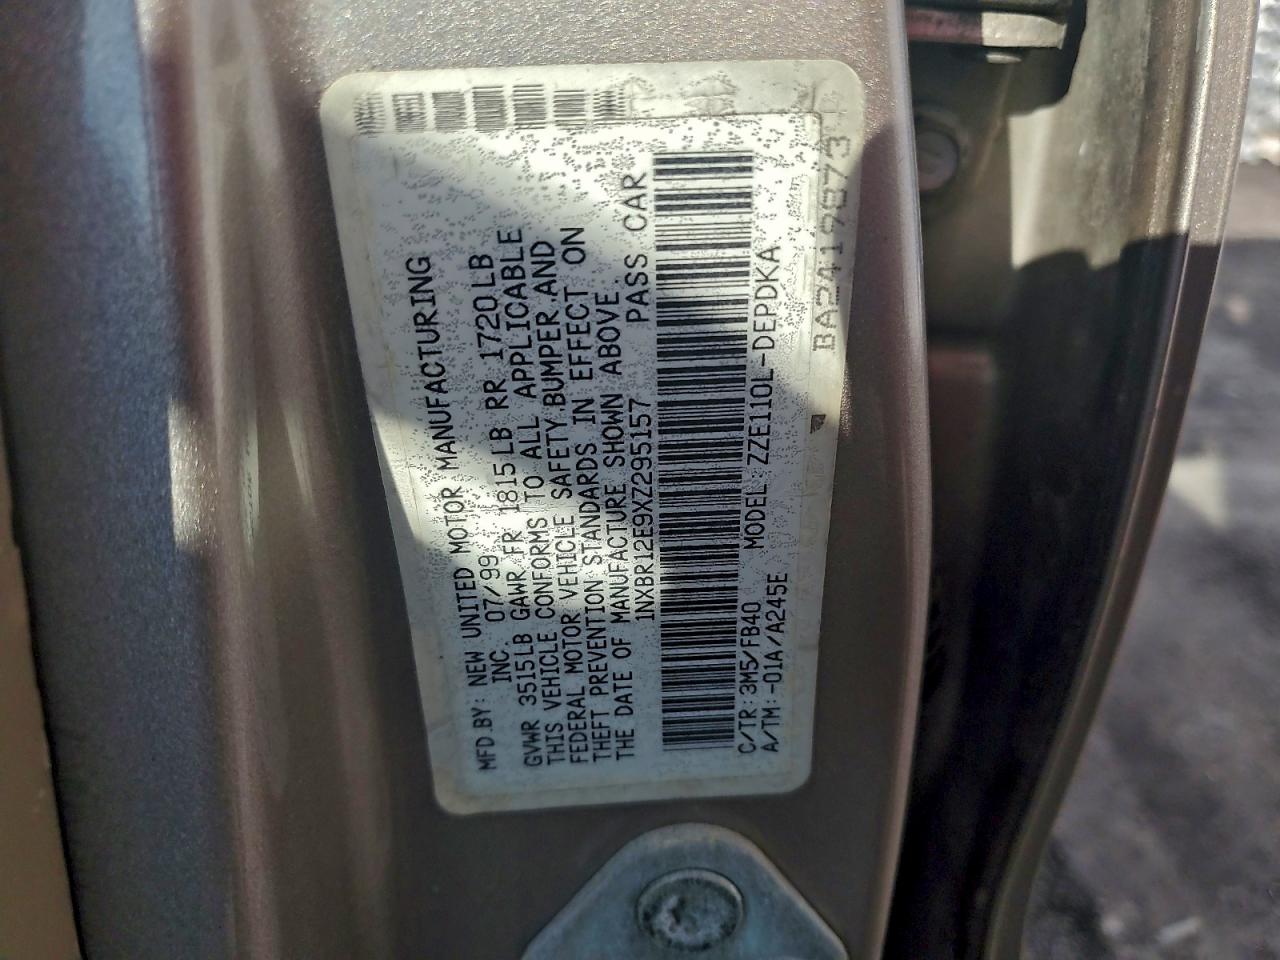 MFD.BY: NEW UNITED MOTOR MANUFACTURING
INC. 07/99
GVWR 3515LB GAWR FR 1815LB RR 1720LB
THIS VEHICLE CONFORMS TO ALL APPLICABLE
FEDERAL MOTOR VEHICLE SAFETY,BUMPER,AND
THEFT PREVENTION STANDARDS IN EFFECT ON
THE DATE OF MANUFACTURE SHOWN ABOVE.
1NXBR12E9XZ295157 PASS.CAR
C/TR: 3M5/FB40 MODEL: ZZE110L-DEPDKA
A/TM:-01A/A245E
BA2419873